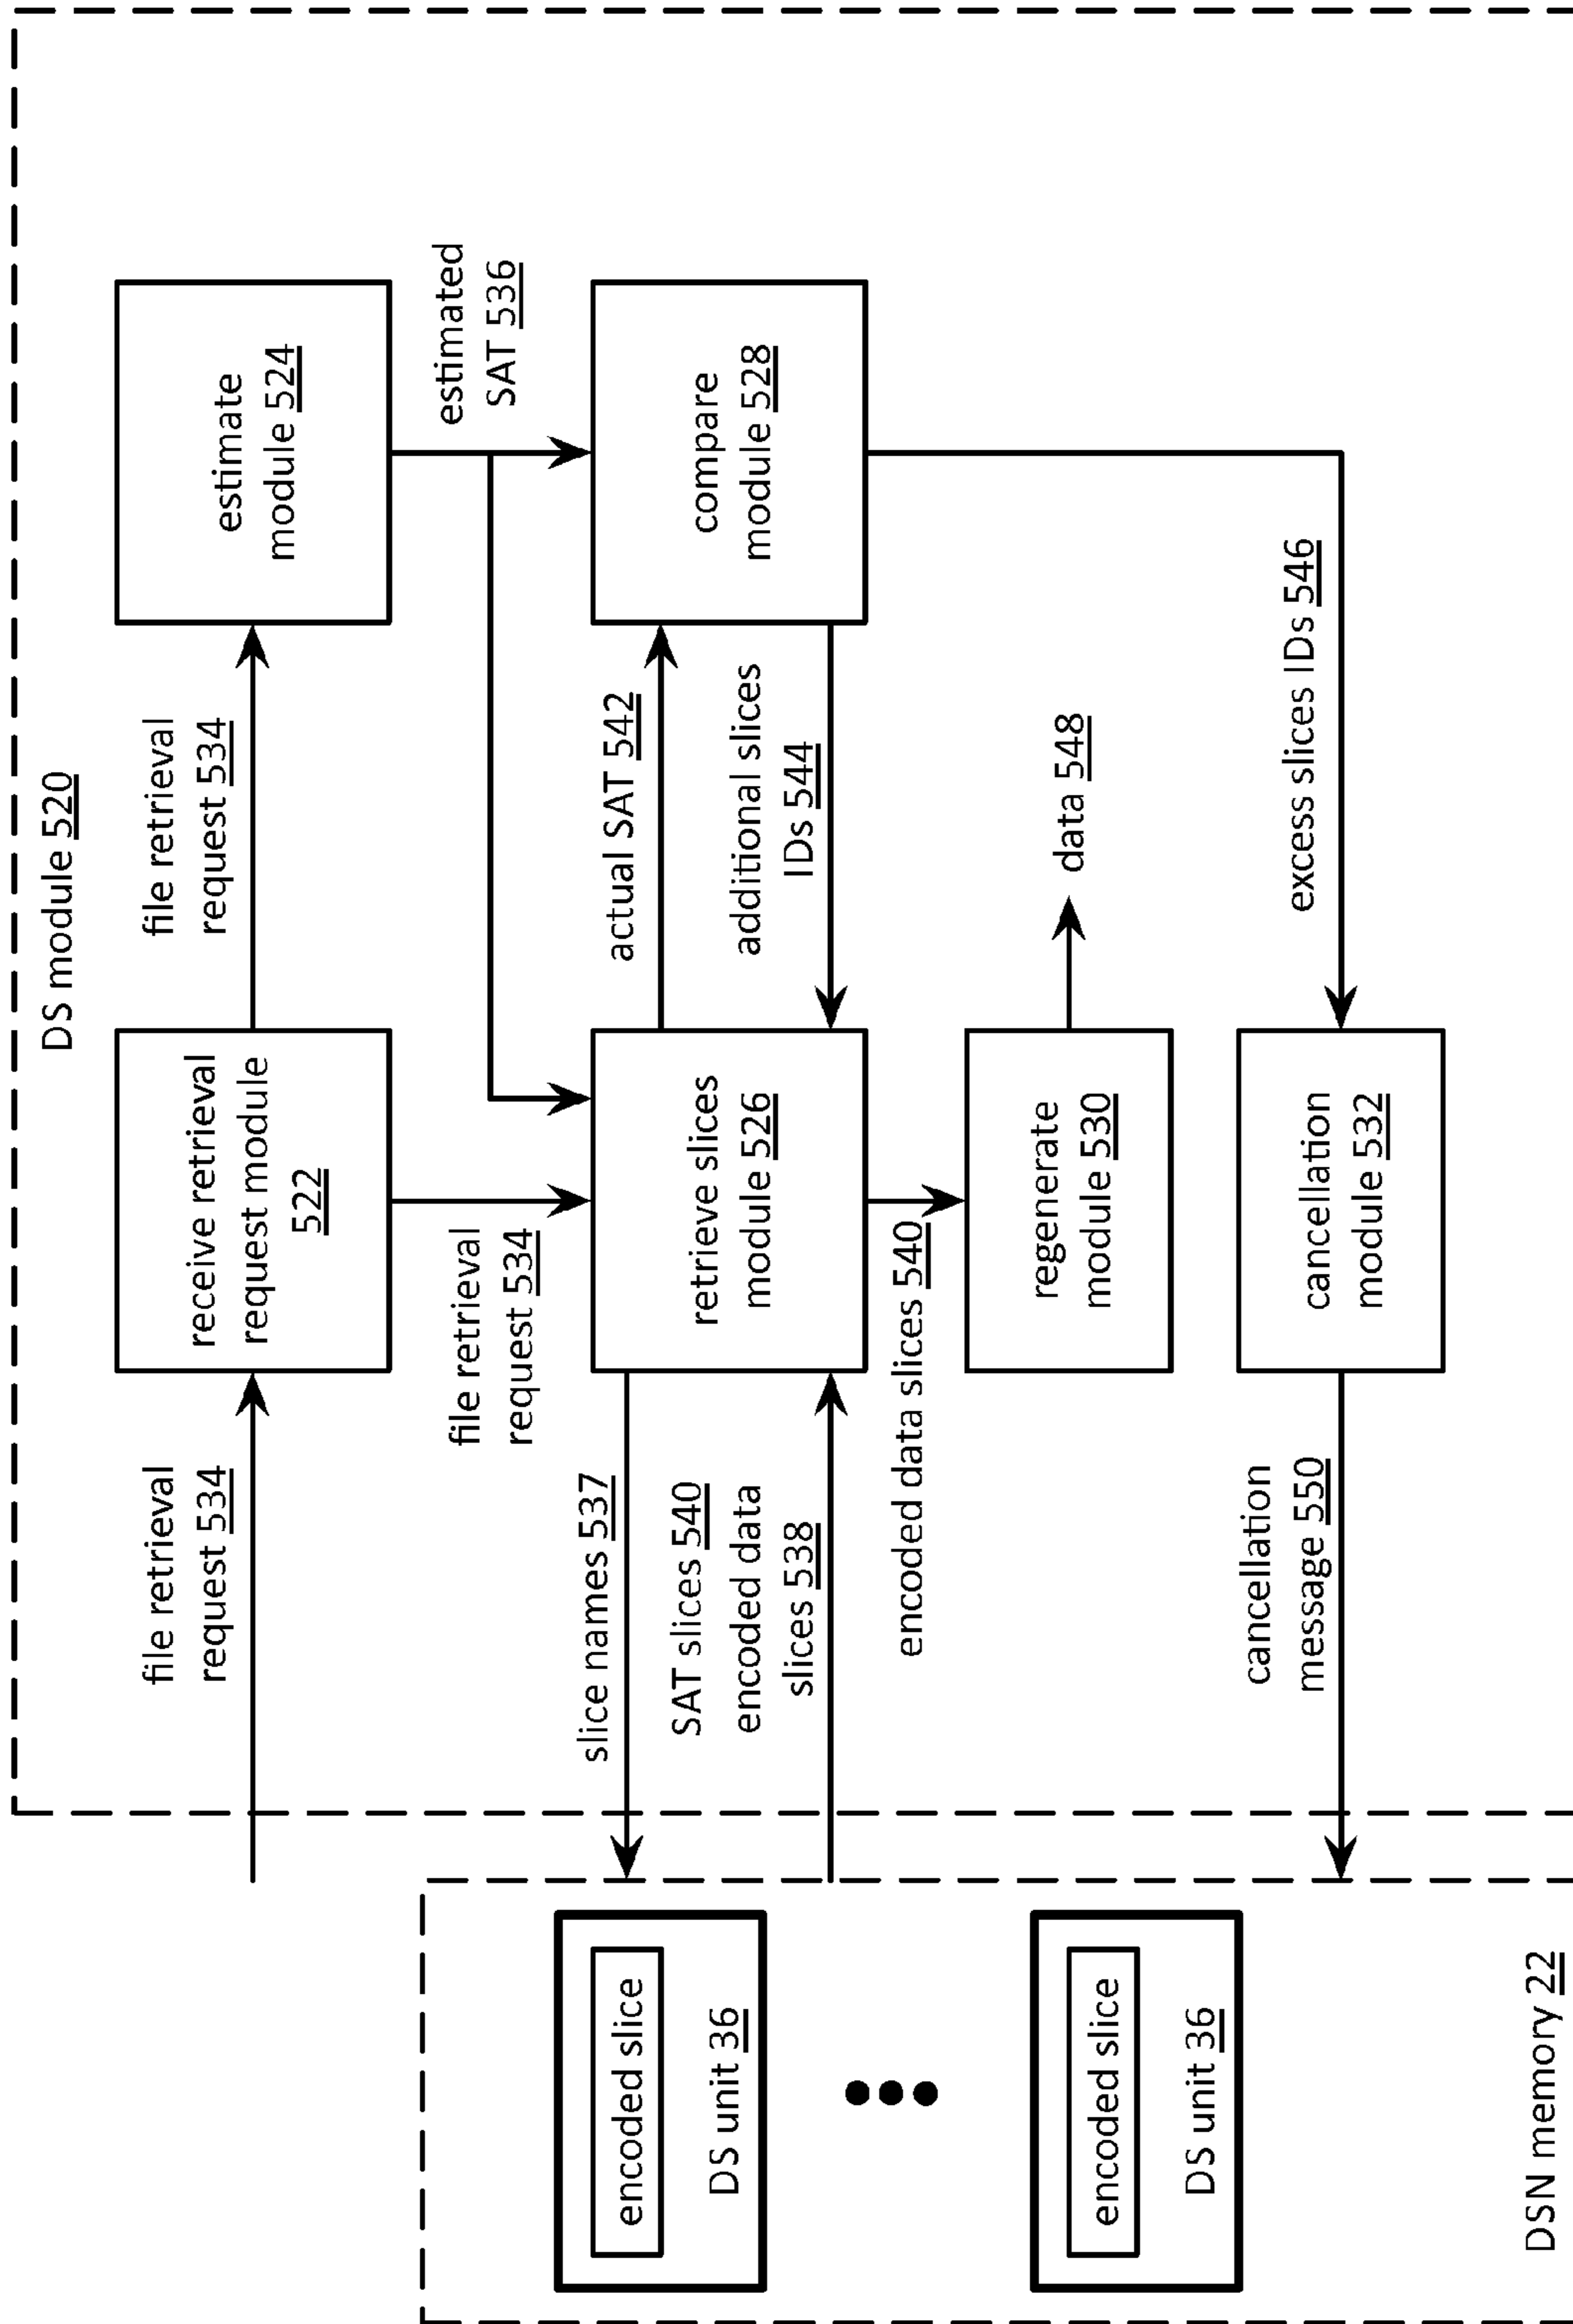 DS module 520
file retrieval
request 534
receive retrieval
request module
522
file retrieval
request 534
estimate
module 524
file retrieval
request 534
estimated
SAT 536
slice names 537
SAT slices 540
encoded data
slices 538
retrieve slices
module 526
actual SAT 542
additional slices
IDs 544
compare
module 528
encoded data slices 540
regenerate
module 530
data 548
cancellation
message 550
cancellation
module 532
excess slices IDs 546
encoded slice
DS unit 36
encoded slice
DS unit 36
DSN memory 22